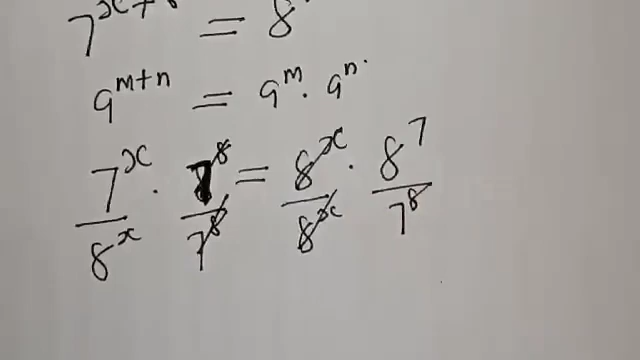 7^x+8 = 8
a^m+n = a^m . a^n.
7^x/8^x . 7^8/7^8 = 8^x/8^x . 8^7/7^8